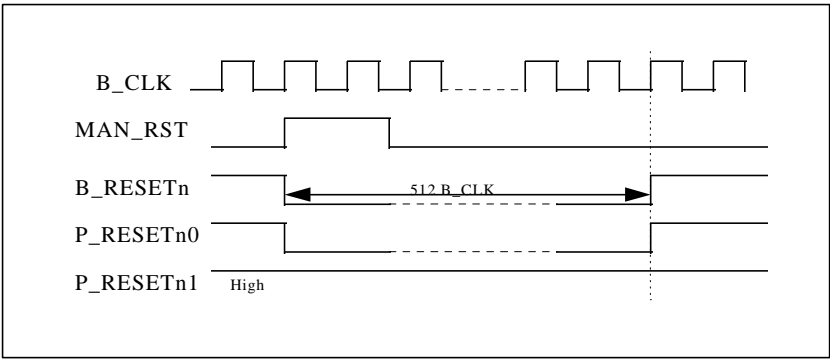 B_CLK
MAN_RST
B_RESETn
512 B_CLK
P_RESETn0
P_RESETn1
High